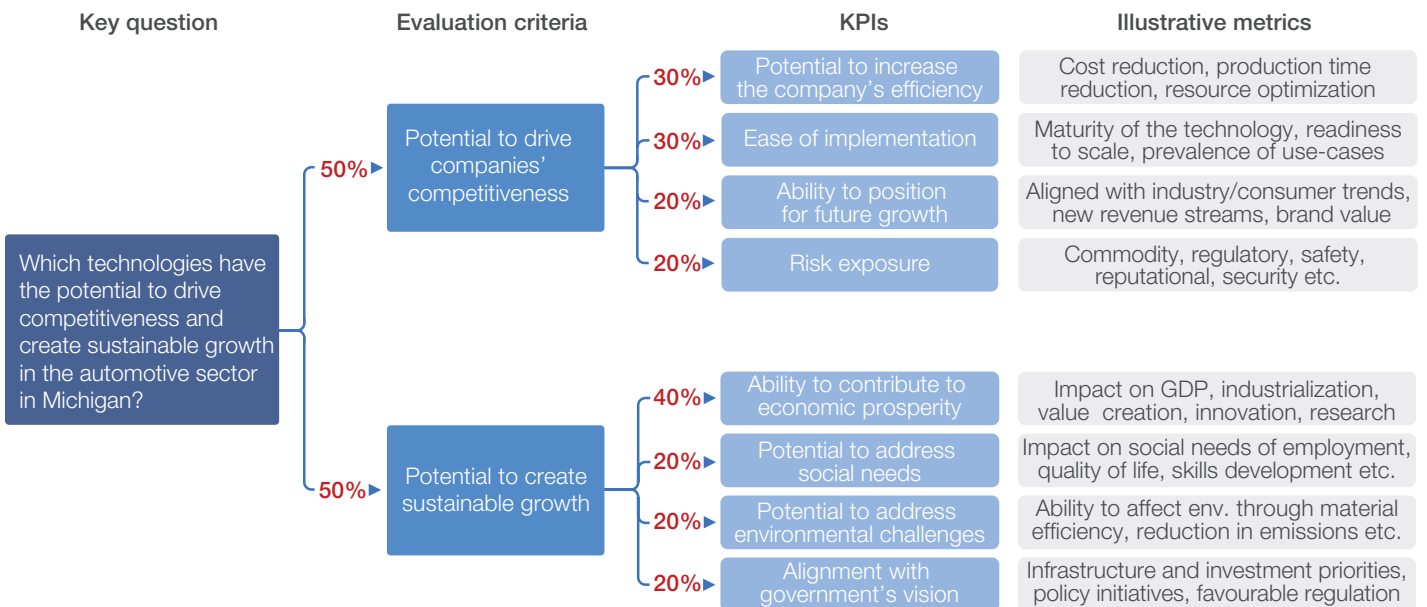 Key question
Evaluation criteria
KPIs
Illustrative metrics
Which technologies have
the potential to drive
competitiveness and
create sustainable growth
in the automotive sector
in Michigan?
50%
Potential to drive
companies'
competitiveness
30%
Potential to increase
the company's efficiency
Cost reduction, production time
reduction, resource optimization
30%
Ease of implementation
Maturity of the technology, readiness
to scale, prevalence of use-cases
20%
Ability to position
for future growth
Aligned with industry/consumer trends,
new revenue streams, brand value
20%
Risk exposure
Commodity, regulatory, safety,
reputational, security etc.
50%
Potential to create
sustainable growth
40%
Ability to contribute to
economic prosperity
Impact on GDP, industrialization,
value creation, innovation, research
20%
Potential to address
social needs
Impact on social needs of employment,
quality of life, skills development etc.
20%
Potential to address
environmental challenges
Ability to affect env. through material
efficiency, reduction in emissions etc.
20%
Alignment with
government's vision
Infrastructure and investment priorities,
policy initiatives, favourable regulation